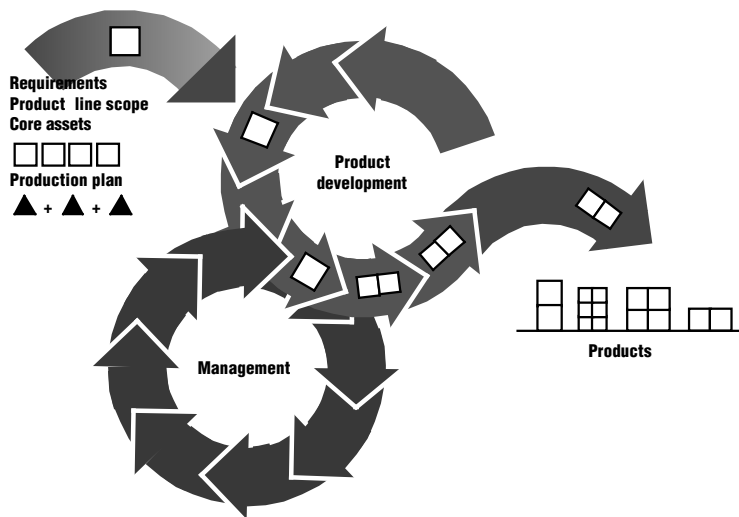 Requirements
Product line scope
Core assets
Production plan
+ +
Product
development
Management
Products